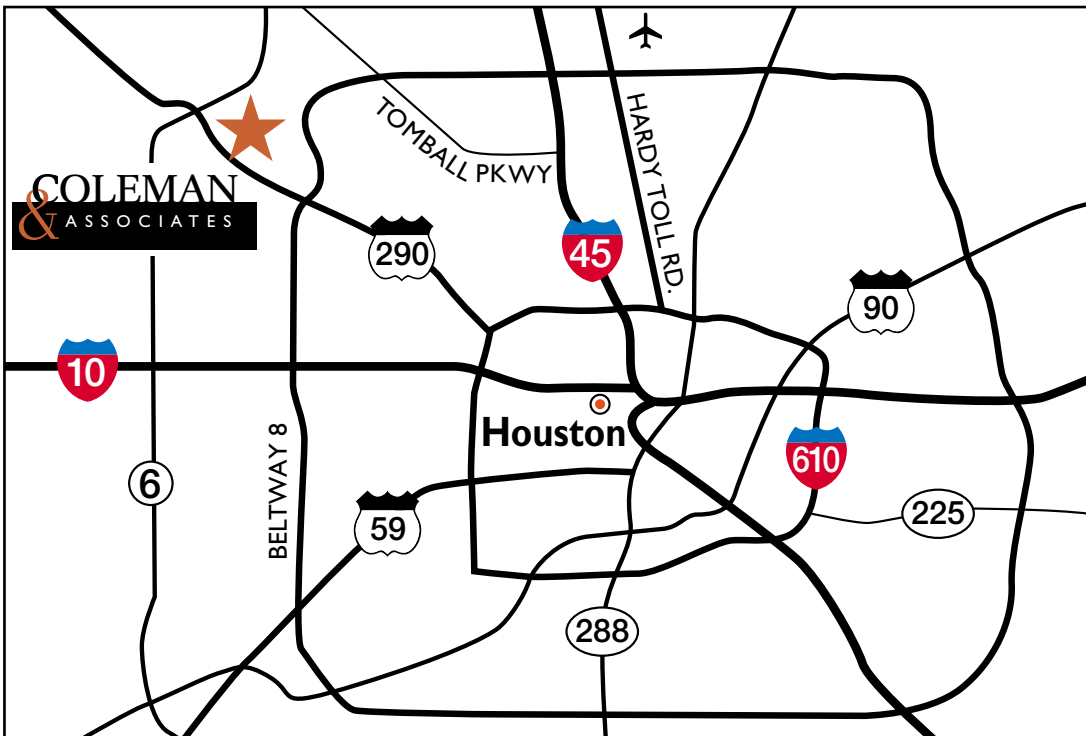 TOMBALL PKWY
HARDY TOLL RD.
COLEMAN
& ASSOCIATES
290
45
90
10
Houston
BELTWAY 8
610
6
59
225
288